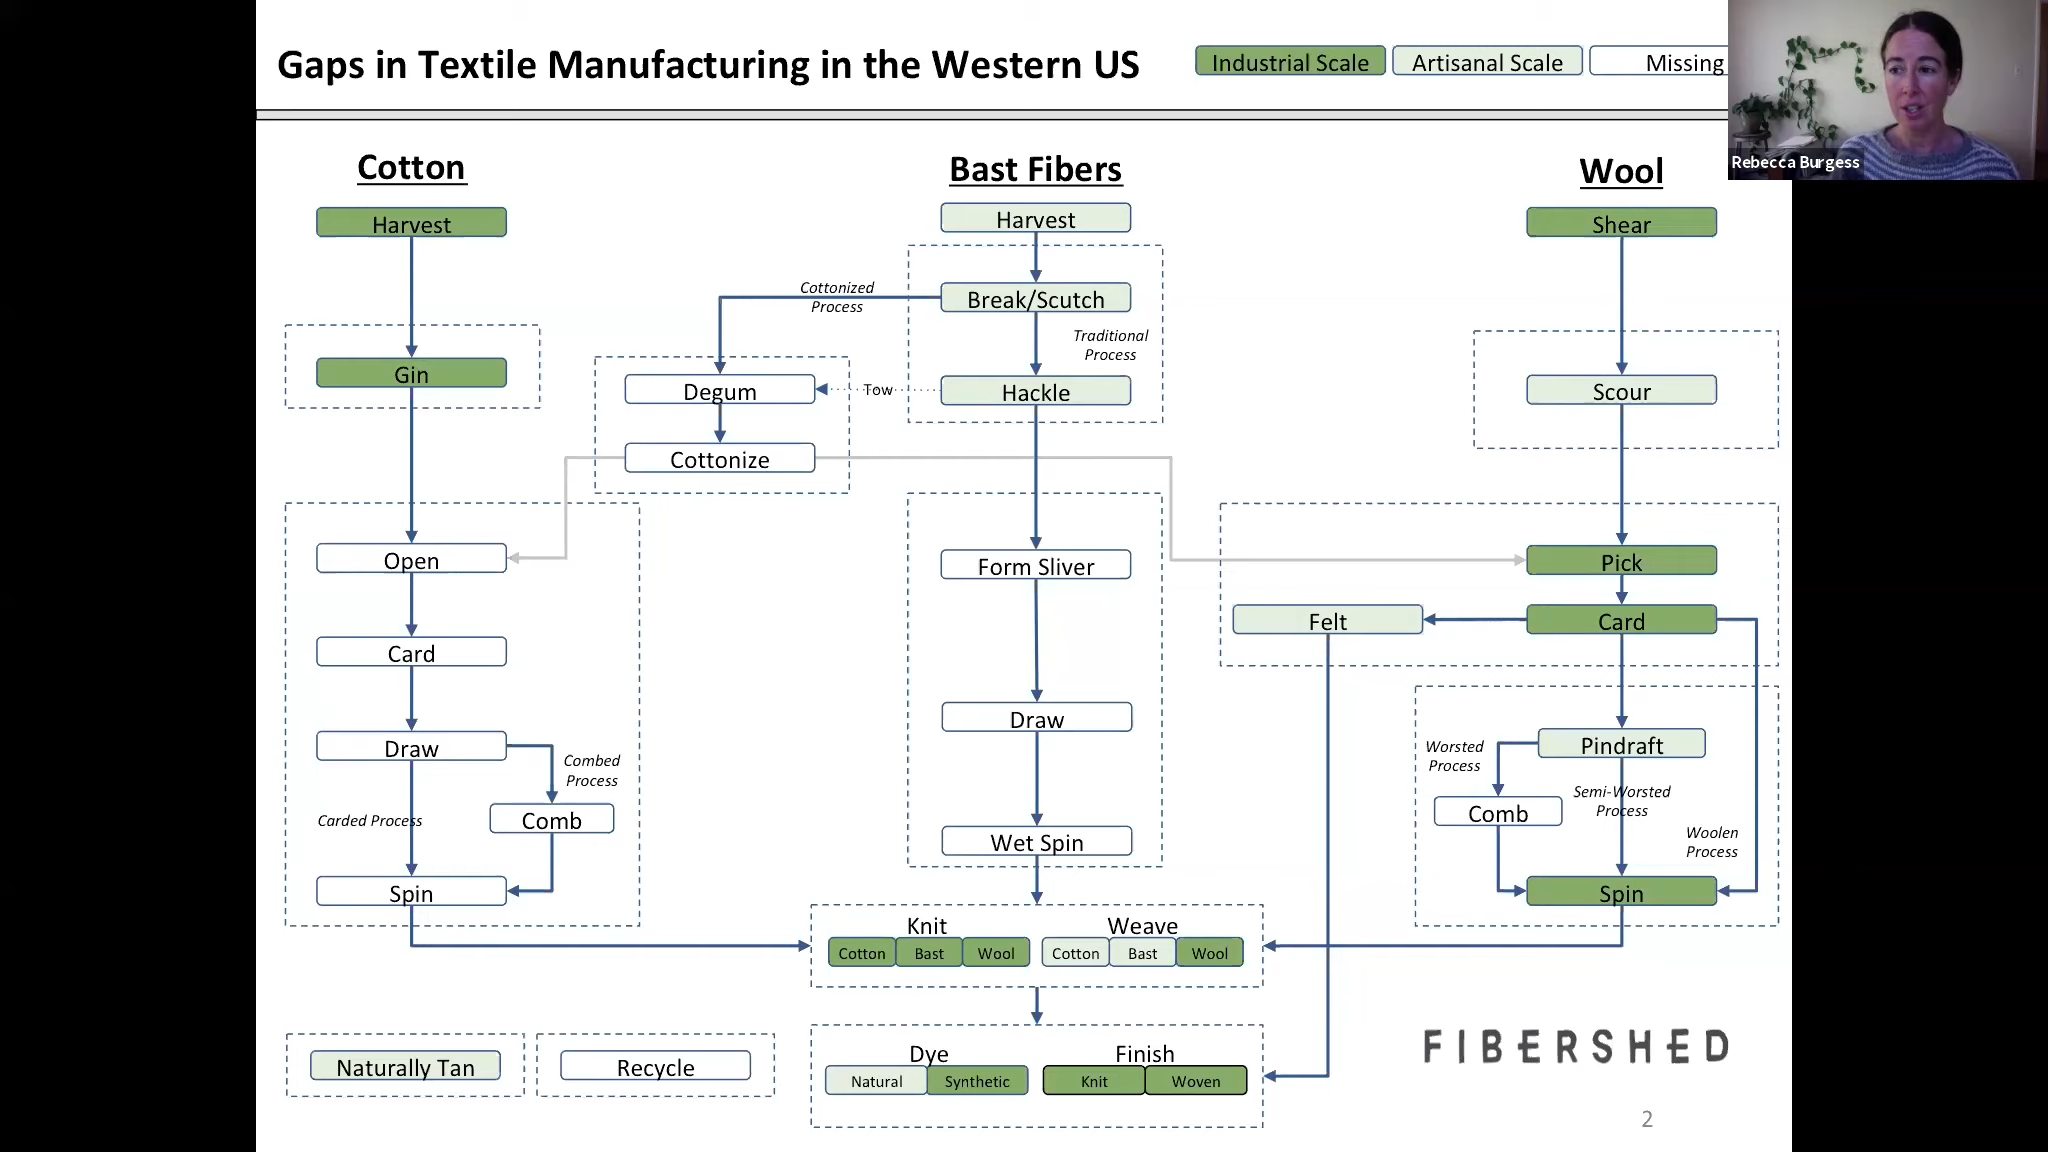 Gaps in Textile Manufacturing in the Western US
Industrial Scale
Artisanal Scale
Missing
Rebecca Burgess
Cotton
Harvest
Gin
Open
Card
Draw
Combed
Process
Comb
Carded Process
Spin
Bast Fibers
Harvest
Break/Scutch
Cottonized
Process
Traditional
Process
Hackle
Tow
Degum
Cottonize
Form Sliver
Draw
Wet Spin
Wool
Shear
Scour
Pick
Card
Felt
Pindraft
Worsted
Process
Comb
Semi-Worsted
Process
Woolen
Process
Spin
Knit
Cotton
Bast
Wool
Weave
Cotton
Bast
Wool
Dye
Natural
Synthetic
Finish
Knit
Woven
Naturally Tan
Recycle
FIBERSHED
2